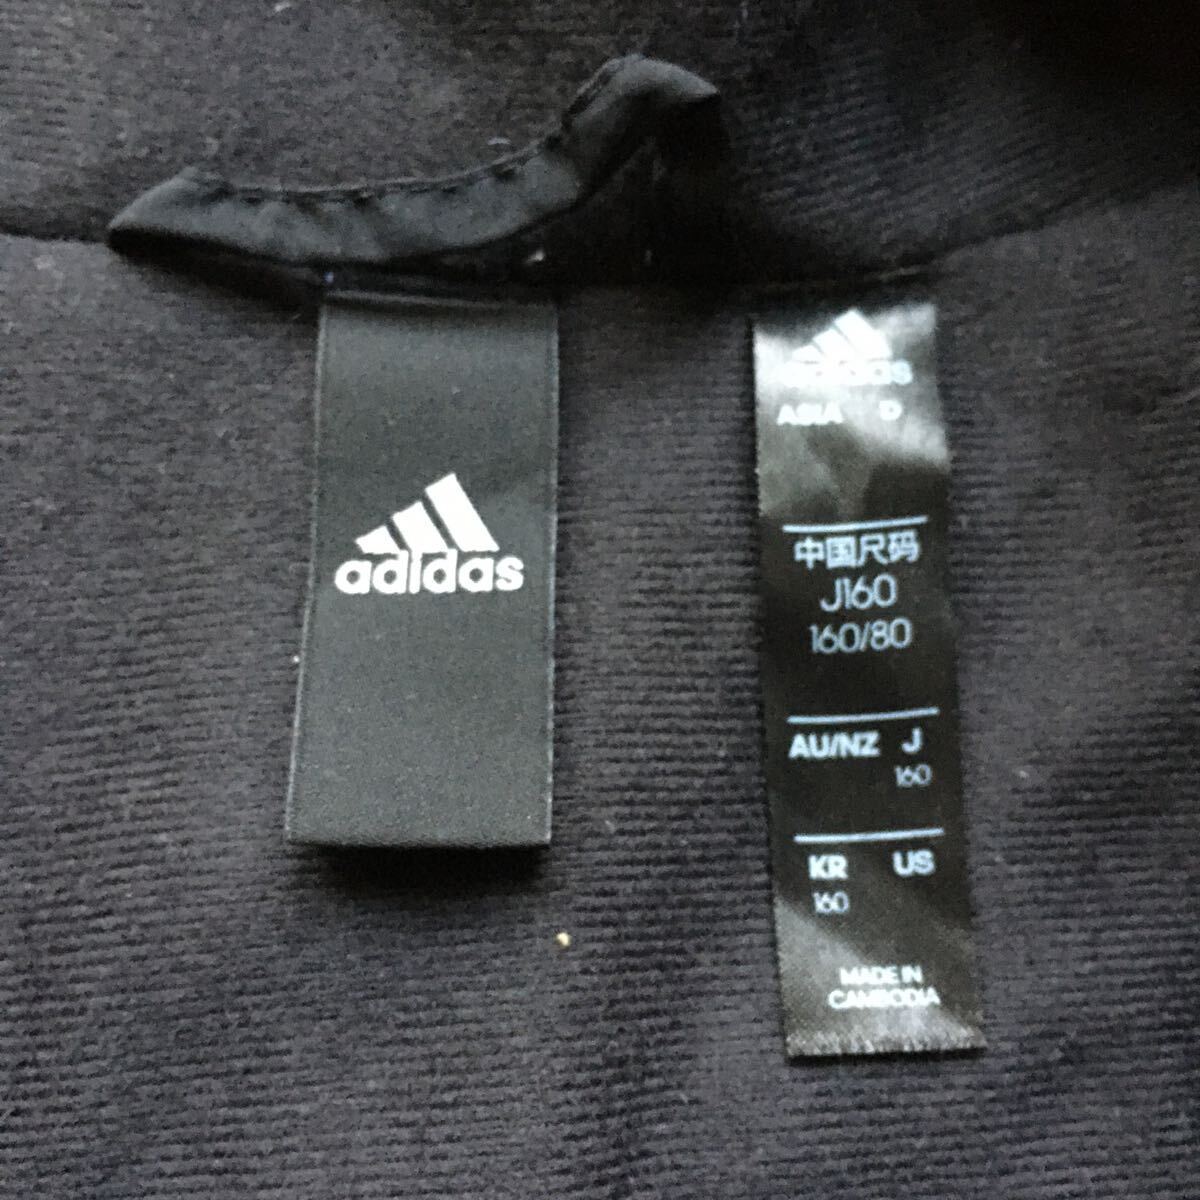 adidas
adidas
ASIA D
中国尺码
J160
160/80
AU/NZ J
160
KR US
160
MADE IN
CAMBODIA